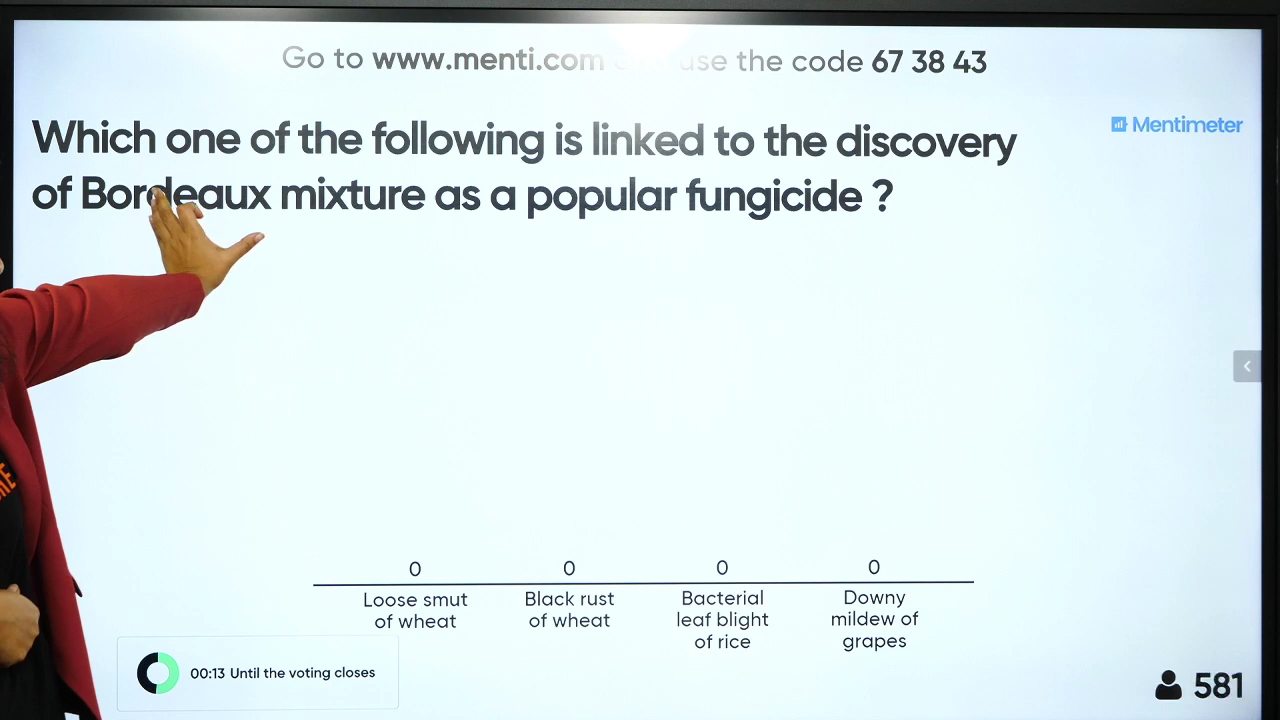 Go to www.menti.com use the code 67 38 43
Mentimeter
Which one of the following is linked to the discovery
of Bordeaux mixture as a popular fungicide ?
0 0 0 0
Loose smut
of wheat
Black rust
of wheat
Bacterial
leaf blight
of rice
Downy
mildew of
grapes
00:13 Until the voting closes
581